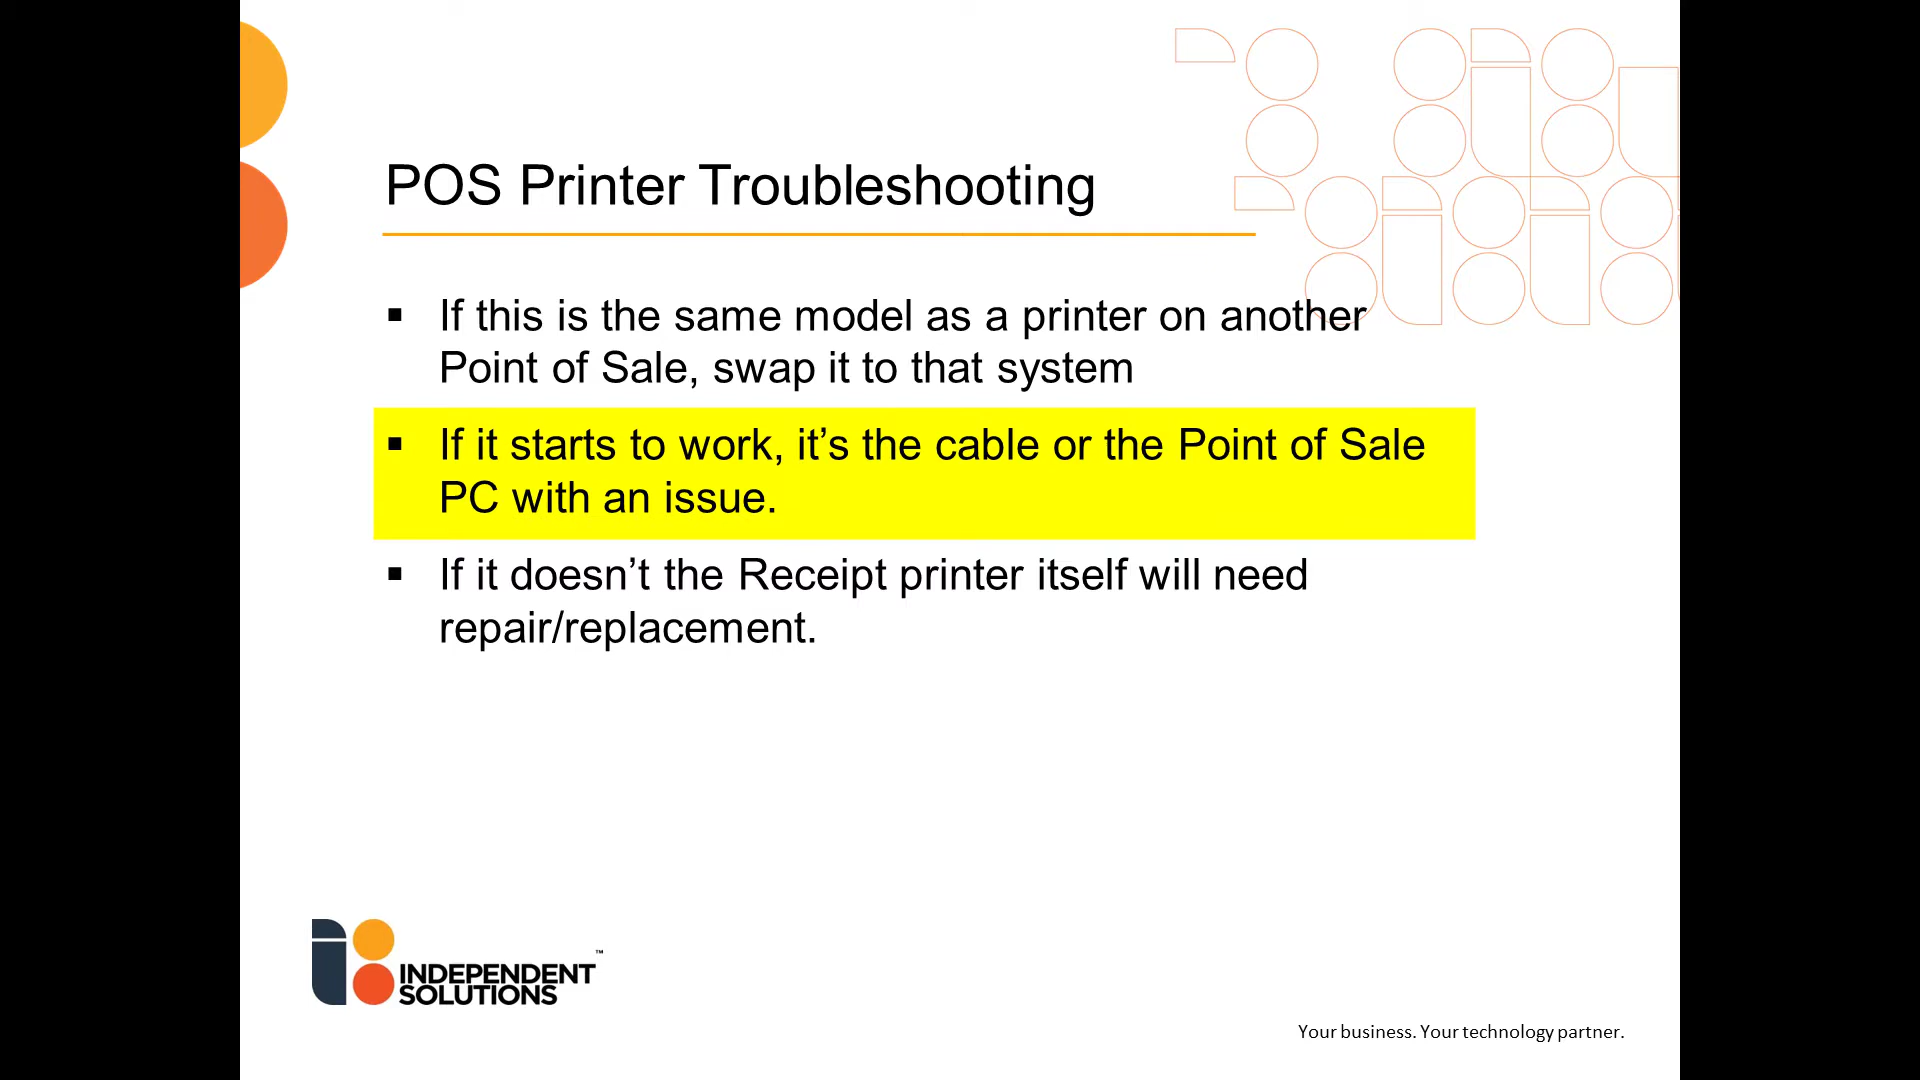 POS Printer Troubleshooting
▪ If this is the same model as a printer on another
Point of Sale, swap it to that system
▪ If it starts to work, it’s the cable or the Point of Sale
PC with an issue.
▪ If it doesn’t the Receipt printer itself will need
repair/replacement.
INDEPENDENT™
SOLUTIONS
Your business. Your technology partner.